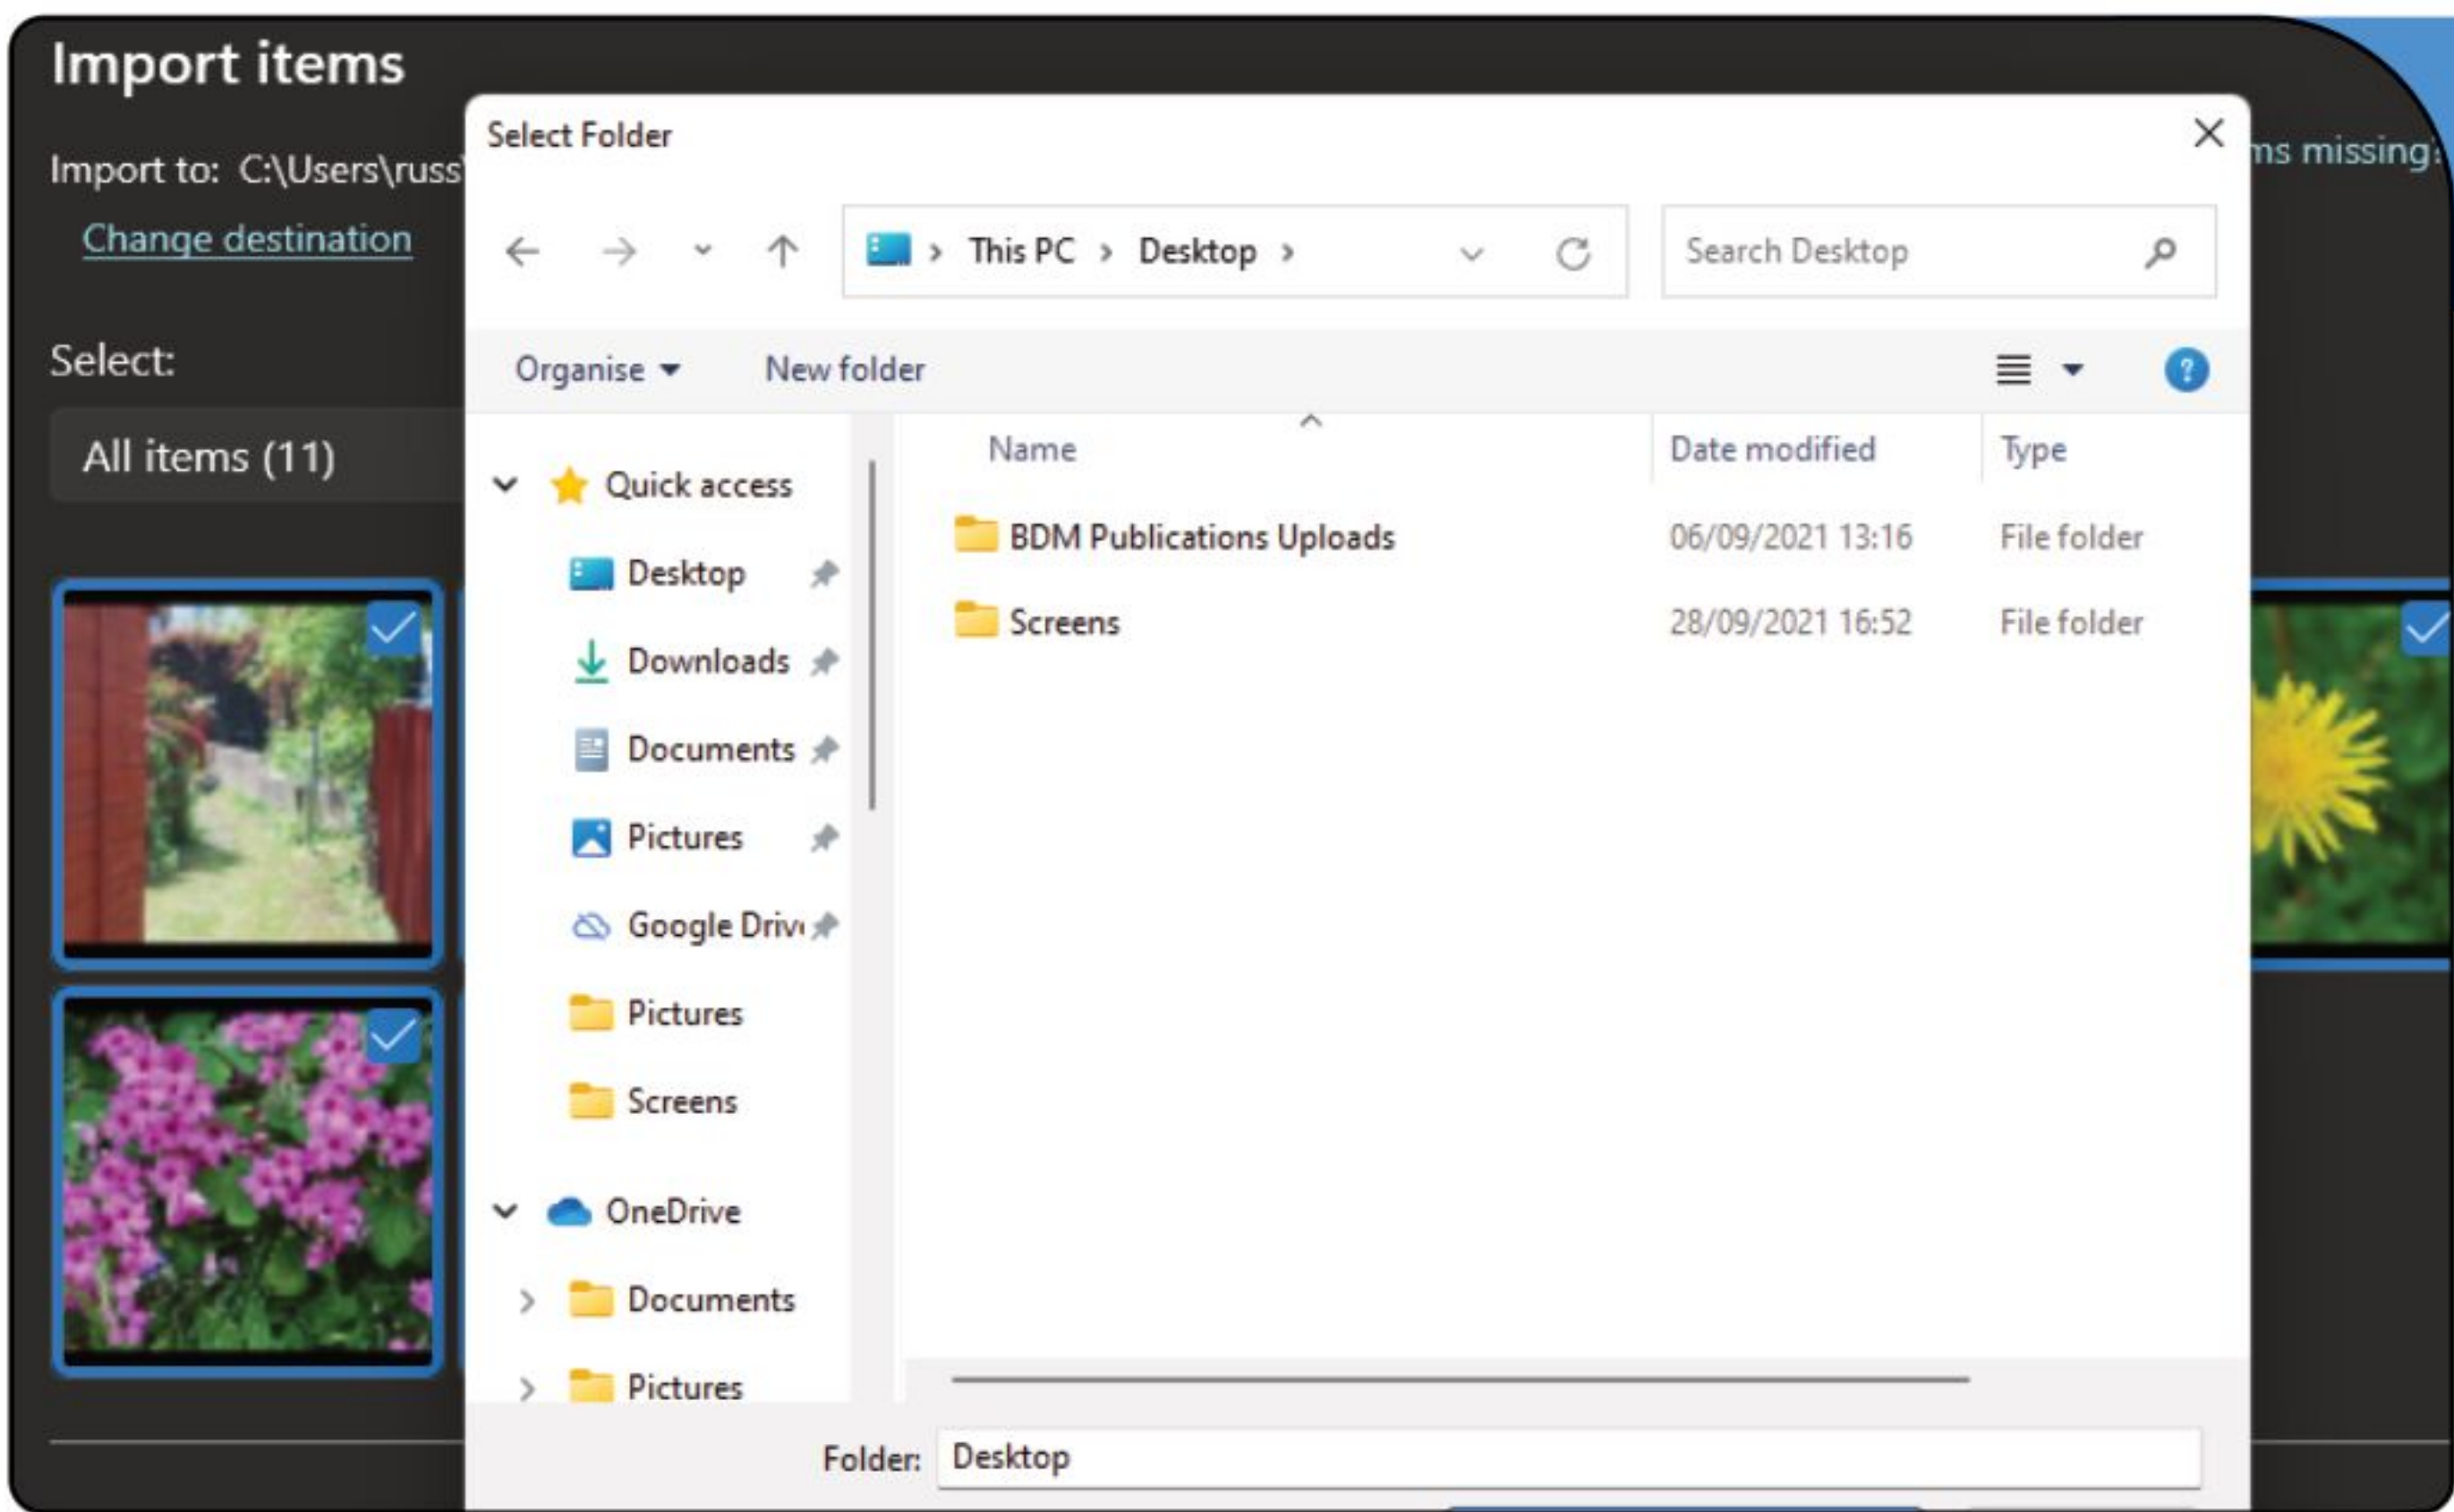 Import items
Import to: C:\Users\russ\
Change destination
Select:
All items (11)
ms missing?
Select Folder
This PC > Desktop >
Search Desktop
Organise
New folder
Name
Date modified
Type
BDM Publications Uploads
06/09/2021 13:16
File folder
Screens
28/09/2021 16:52
File folder
Quick access
Desktop
Downloads
Documents
Pictures
Google Driv
Pictures
Screens
OneDrive
Documents
Pictures
Folder: Desktop